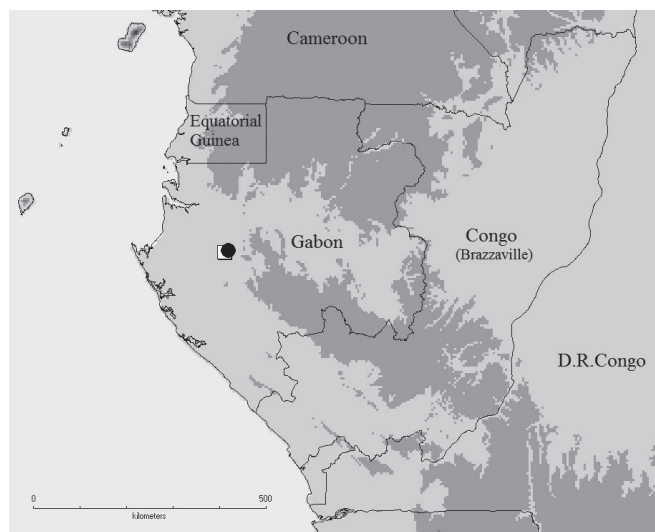 Cameroon
Equatorial
Guinea
Gabon
Congo
(Brazzaville)
D.R.Congo
0
500
kilometers